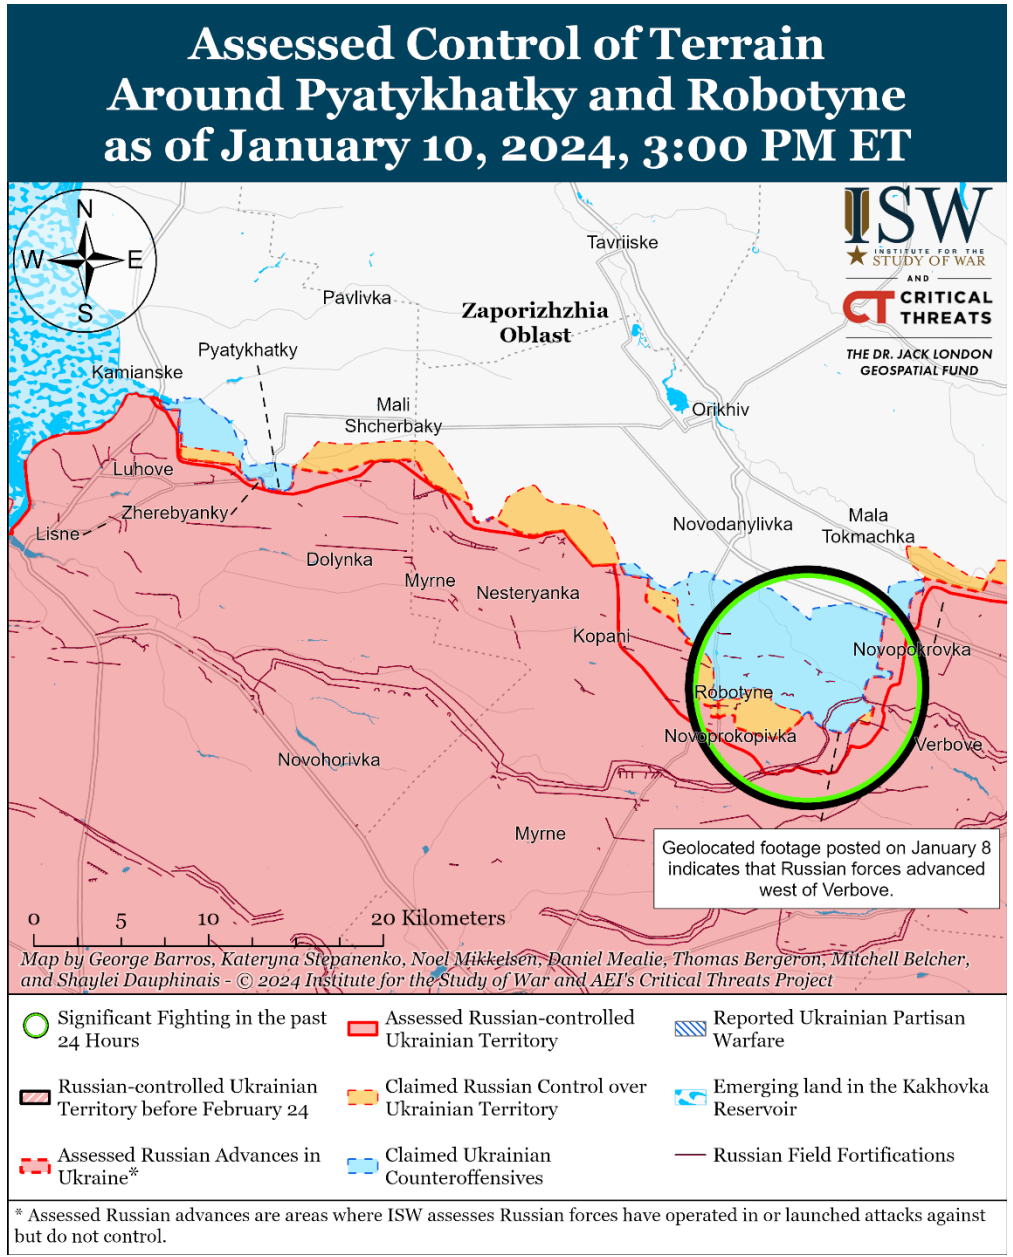 Assessed Control of Terrain
Around Pyatykhatky and Robotyne
as of January 10, 2024, 3:00 PM ET
N
W
E
S
ISW
INSTITUTE FOR THE
STUDY OF WAR
AND
CT CRITICAL
THREATS
THE DR. JACK LONDON
GEOSPATIAL FUND
Tavriiske
Pavlivka
Zaporizhzhia
Oblast
Pyatykhatky
Kamianske
Mali
Shcherbaky
Orikhiv
Luhove
Zherebyanky
Lisne
Novodanylivka
Mala
Tokmachka
Dolynka
Myrne
Nesteryanka
Kopani
Novopokrovka
Robotyne
Novoprokopivka
Verbove
Novohorivka
Myrne
Geolocated footage posted on January 8
indicates that Russian forces advanced
west of Verbove.
0 5 10 20 Kilometers
Map by George Barros, Kateryna Stepanenko, Noel Mikkelsen, Daniel Mealie, Thomas Bergeron, Mitchell Belcher,
and Shaylei Dauphinais - © 2024 Institute for the Study of War and AEI's Critical Threats Project
Significant Fighting in the past
24 Hours
Russian-controlled Ukrainian
Territory before February 24
Assessed Russian Advances in
Ukraine*
Assessed Russian-controlled
Ukrainian Territory
Claimed Russian Control over
Ukrainian Territory
Claimed Ukrainian
Counteroffensives
Reported Ukrainian Partisan
Warfare
Emerging land in the Kakhovka
Reservoir
Russian Field Fortifications
* Assessed Russian advances are areas where ISW assesses Russian forces have operated in or launched attacks against
but do not control.